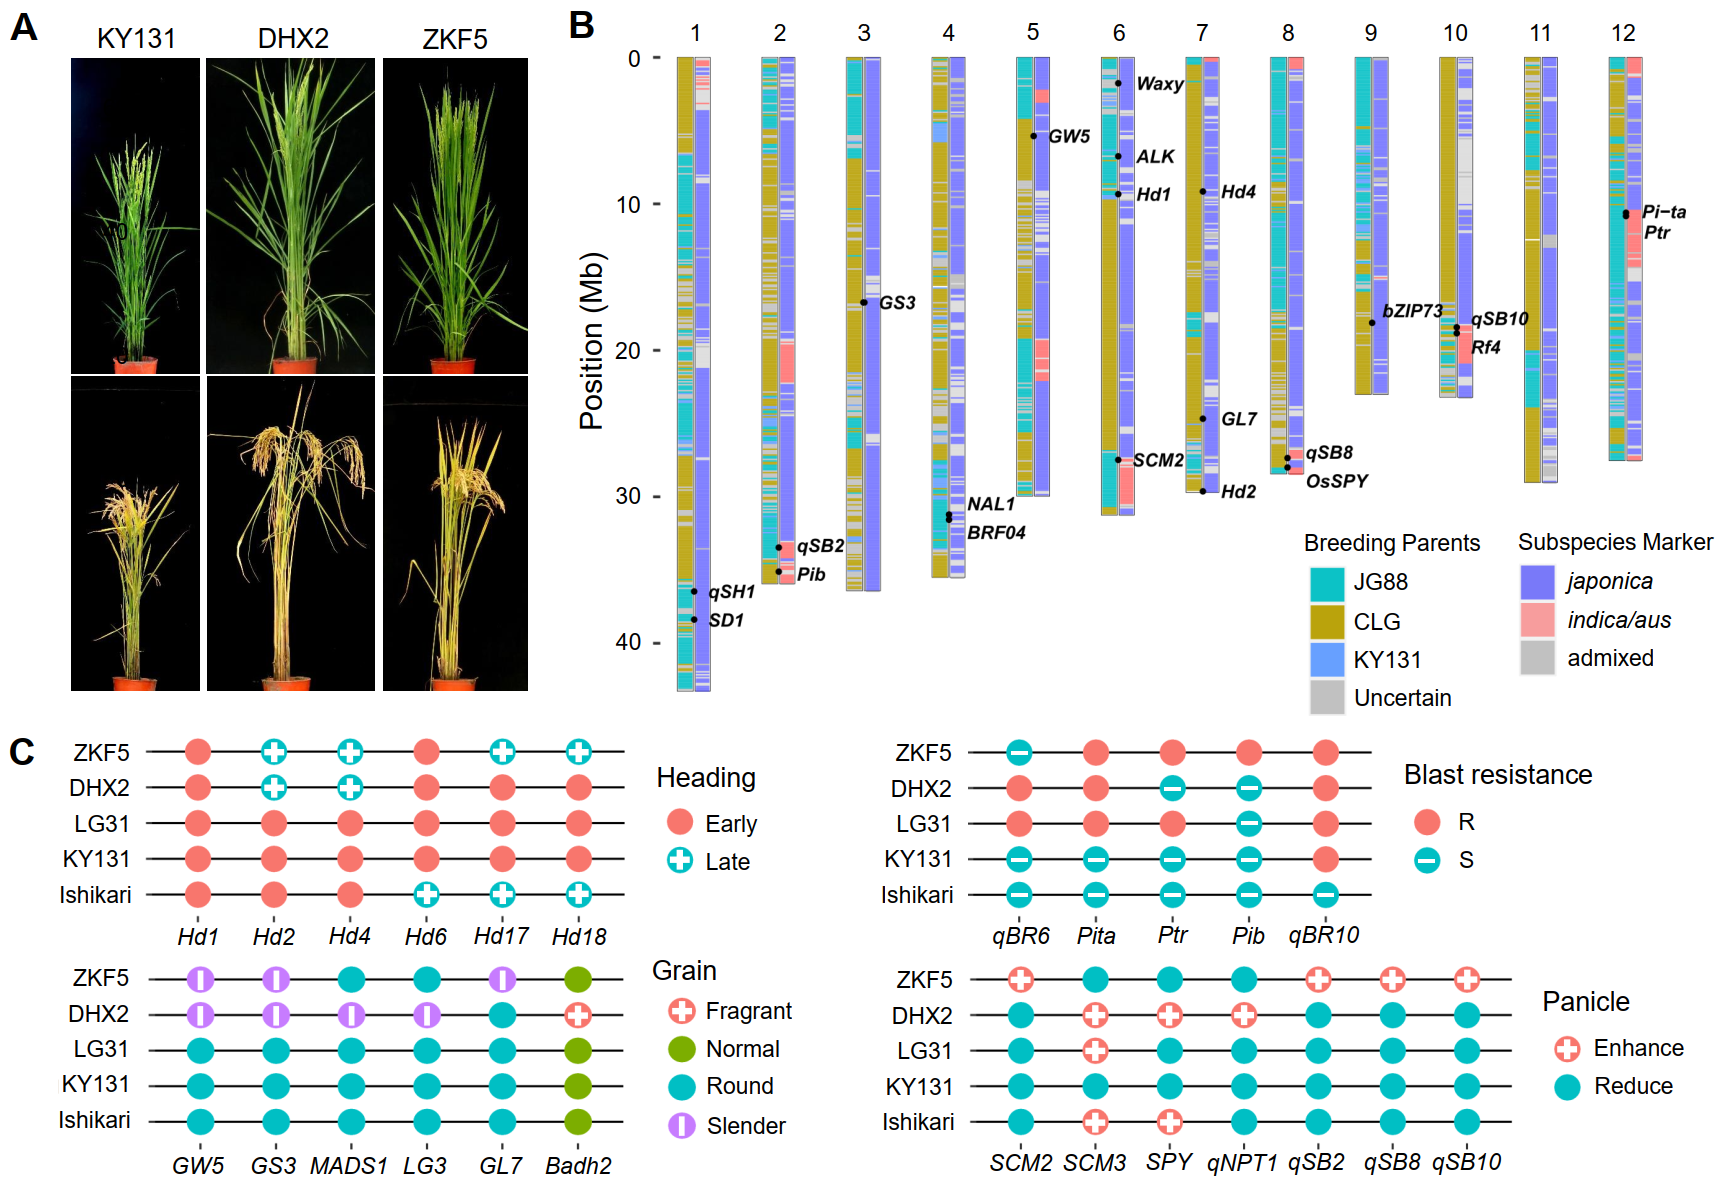 A
KY131 DHX2 ZKF5
B
1 2 3 4 5 6 7 8 9 10 11 12
Position (Mb)
0
10
20
30
40
qSH1
SD1
qSB2
Pib
GS3
NAL1
BRF04
GW5
Waxy
ALK
Hd1
SCM2
Hd4
GL7
Hd2
qSB8
OsSPY
bZIP73
qSB10
Rf4
Pi−ta
Ptr
Breeding Parents
JG88
CLG
KY131
Uncertain
Subspecies Marker
japonica
indica/aus
admixed
C
ZKF5
DHX2
LG31
KY131
Ishikari
Hd1 Hd2 Hd4 Hd6 Hd17 Hd18
Heading
Early
Late
ZKF5
DHX2
LG31
KY131
Ishikari
qBR6 Pita Ptr Pib qBR10
Blast resistance
R
S
ZKF5
DHX2
LG31
KY131
Ishikari
GW5 GS3 MADS1 LG3 GL7 Badh2
Grain
Fragrant
Normal
Round
Slender
ZKF5
DHX2
LG31
KY131
Ishikari
SCM2 SCM3 SPY qNPT1 qSB2 qSB8 qSB10
Panicle
Enhance
Reduce